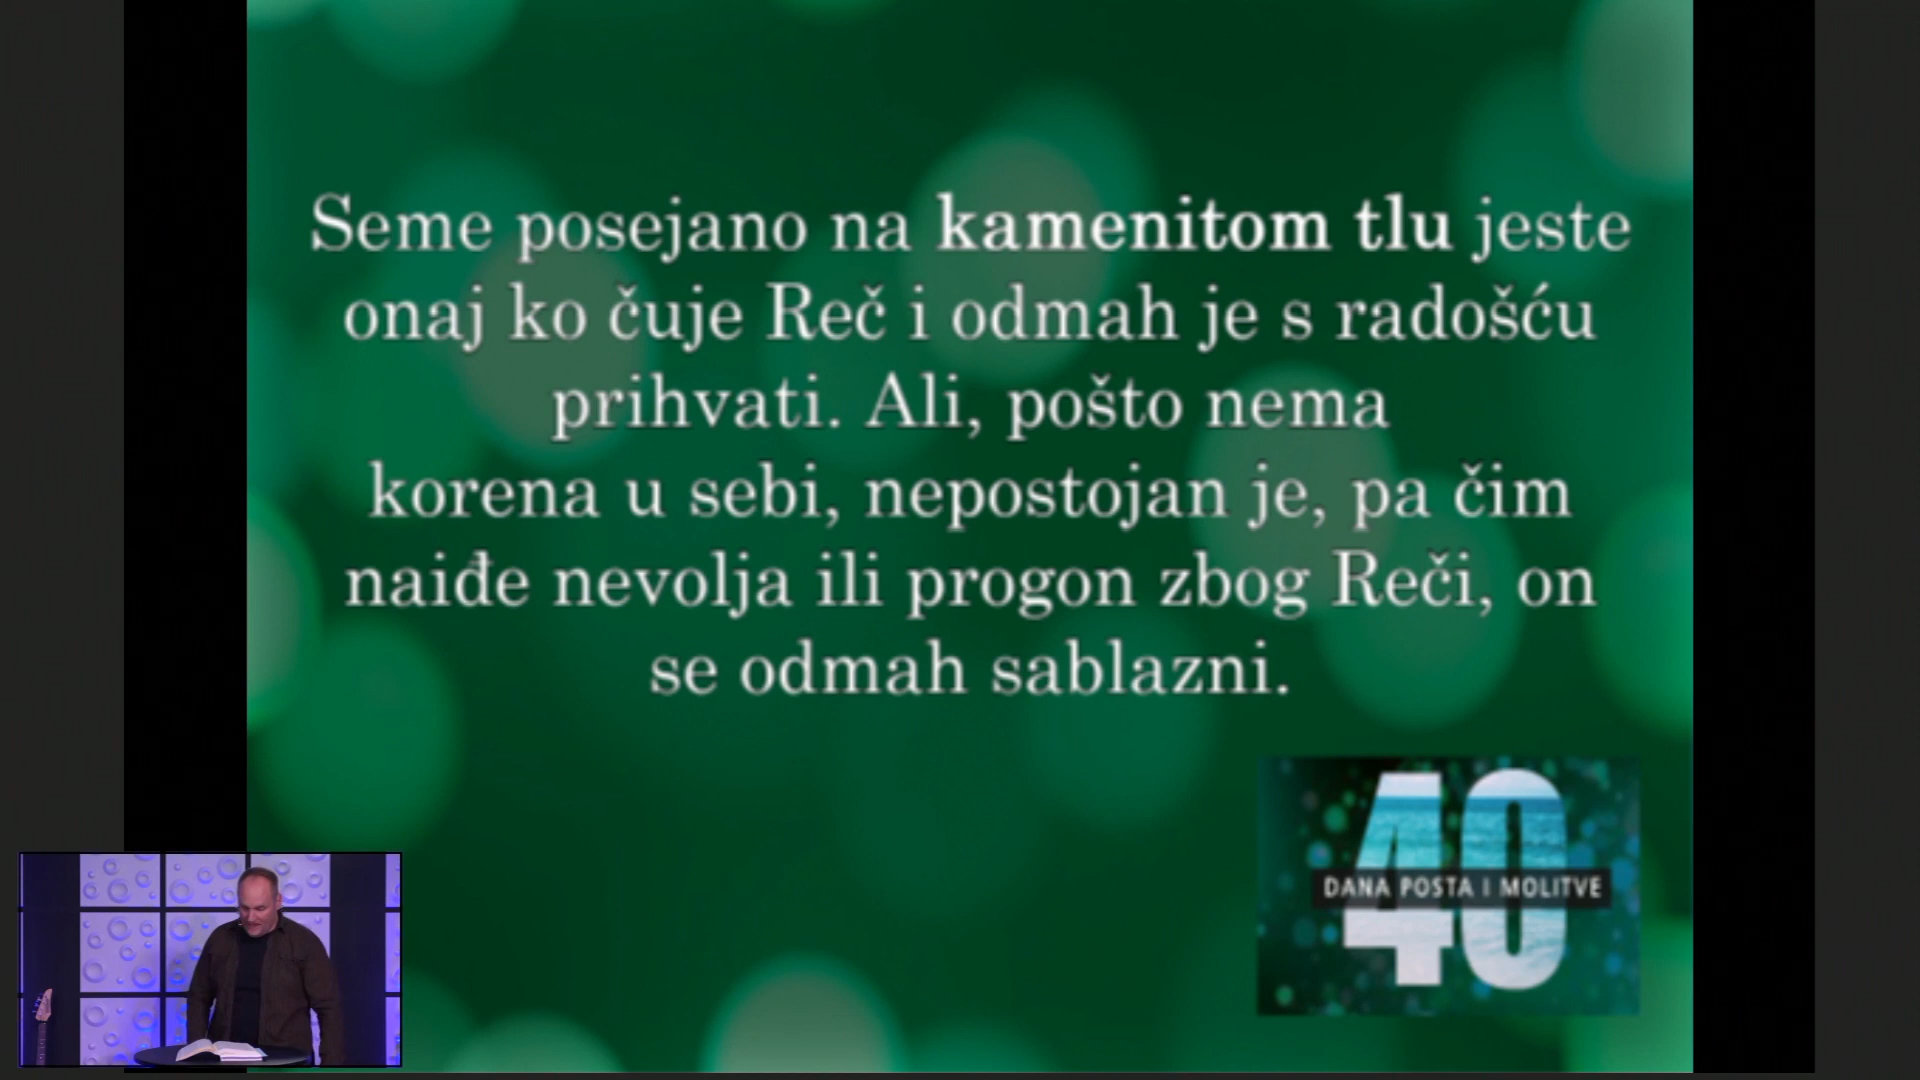 Seme posejano na kamenitom tlu jeste
onaj ko čuje Reč i odmah je s radošću
prihvati. Ali, pošto nema
korena u sebi, nepostojan je, pa čim
naiđe nevolja ili progon zbog Reči, on
se odmah sablazni.
40
DANA POSTA I MOLITVE